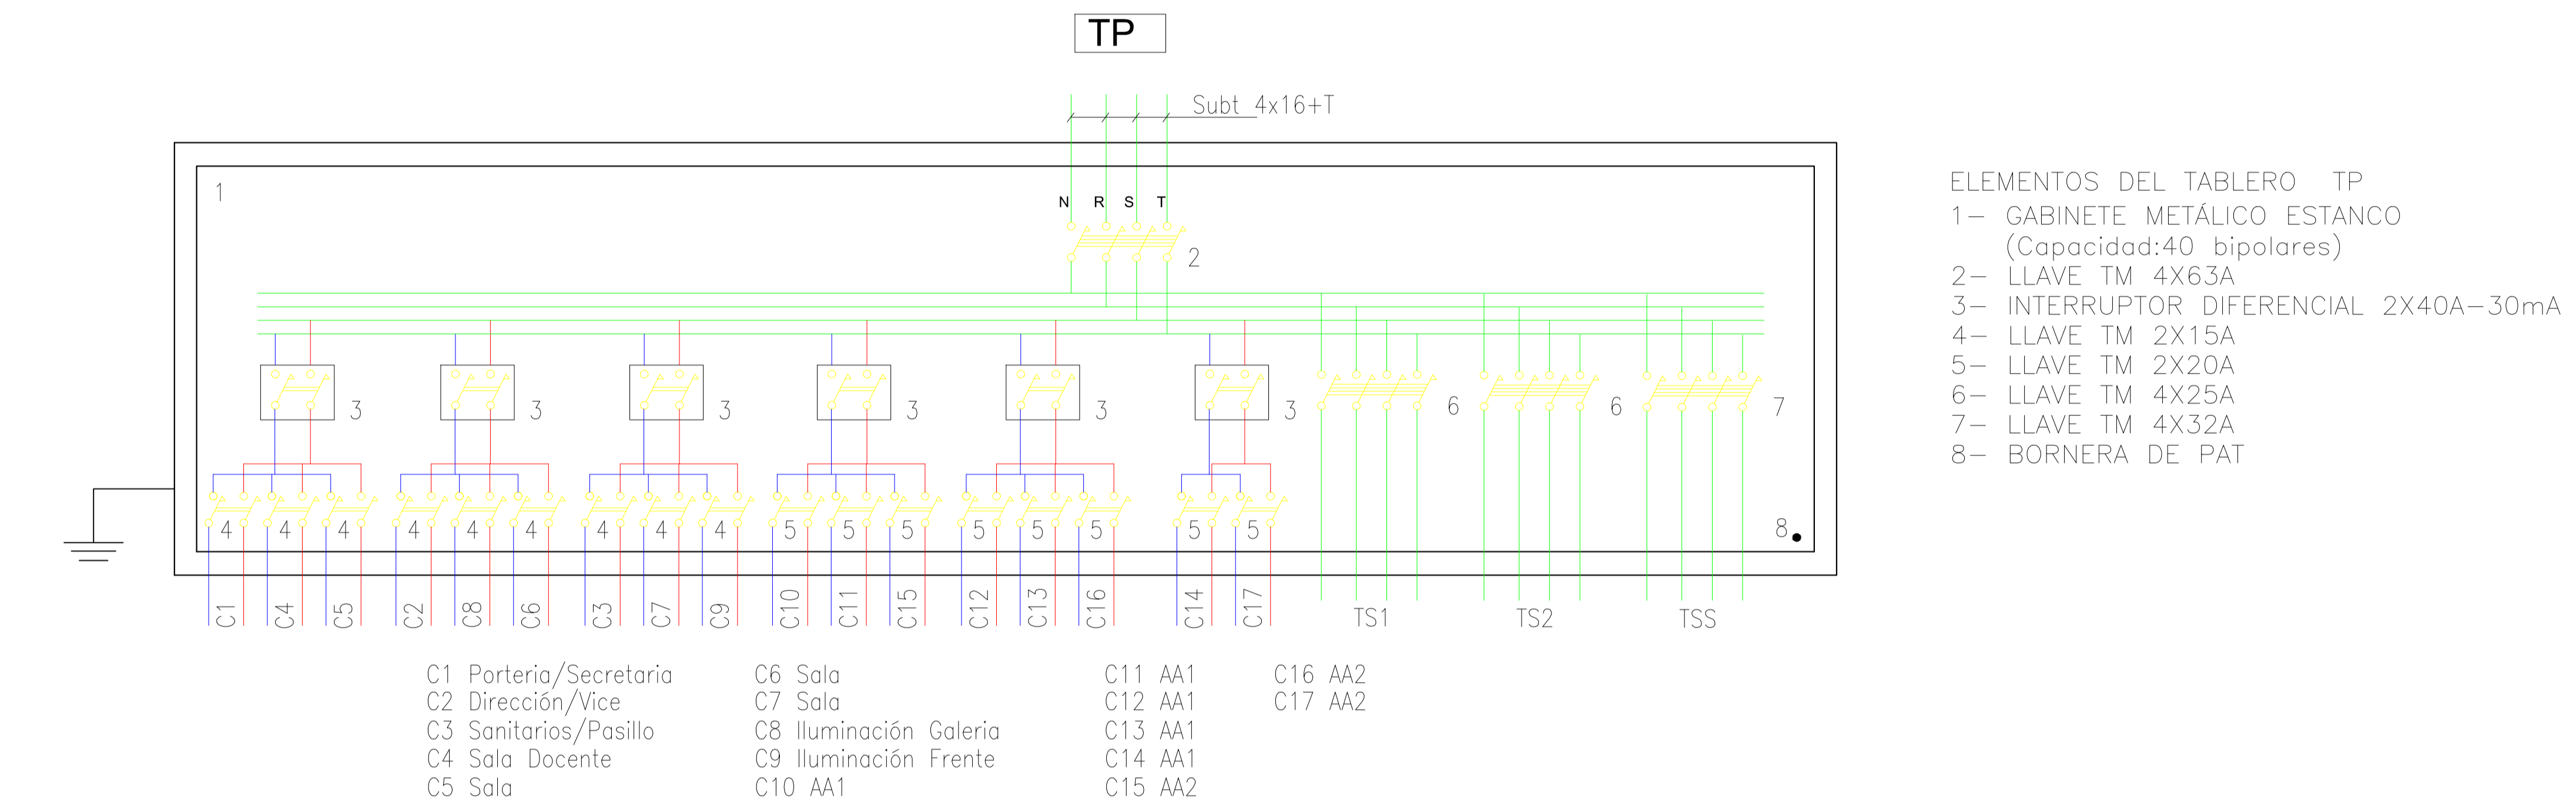 TP
Subt 4x16+T
1
N R S T
2
3 3 3 3 3 3 6 6 7
4 4 4 4 4 4 4 4 4 5 5 5 5 5 5 5 5 8
C1 C4 C5 C2 C8 C6 C3 C7 C9 C10 C11 C15 C12 C13 C16 C14 C17 TS1 TS2 TSS
C1 Porteria/Secretaria
C2 Dirección/Vice
C3 Sanitarios/Pasillo
C4 Sala Docente
C5 Sala
C6 Sala
C7 Sala
C8 Iluminación Galeria
C9 Iluminación Frente
C10 AA1
C11 AA1
C12 AA1
C13 AA1
C14 AA1
C15 AA2
C16 AA2
C17 AA2
ELEMENTOS DEL TABLERO TP
1- GABINETE METÁLICO ESTANCO
(Capacidad:40 bipolares)
2- LLAVE TM 4X63A
3- INTERRUPTOR DIFERENCIAL 2X40A-30mA
4- LLAVE TM 2X15A
5- LLAVE TM 2X20A
6- LLAVE TM 4X25A
7- LLAVE TM 4X32A
8- BORNERA DE PAT